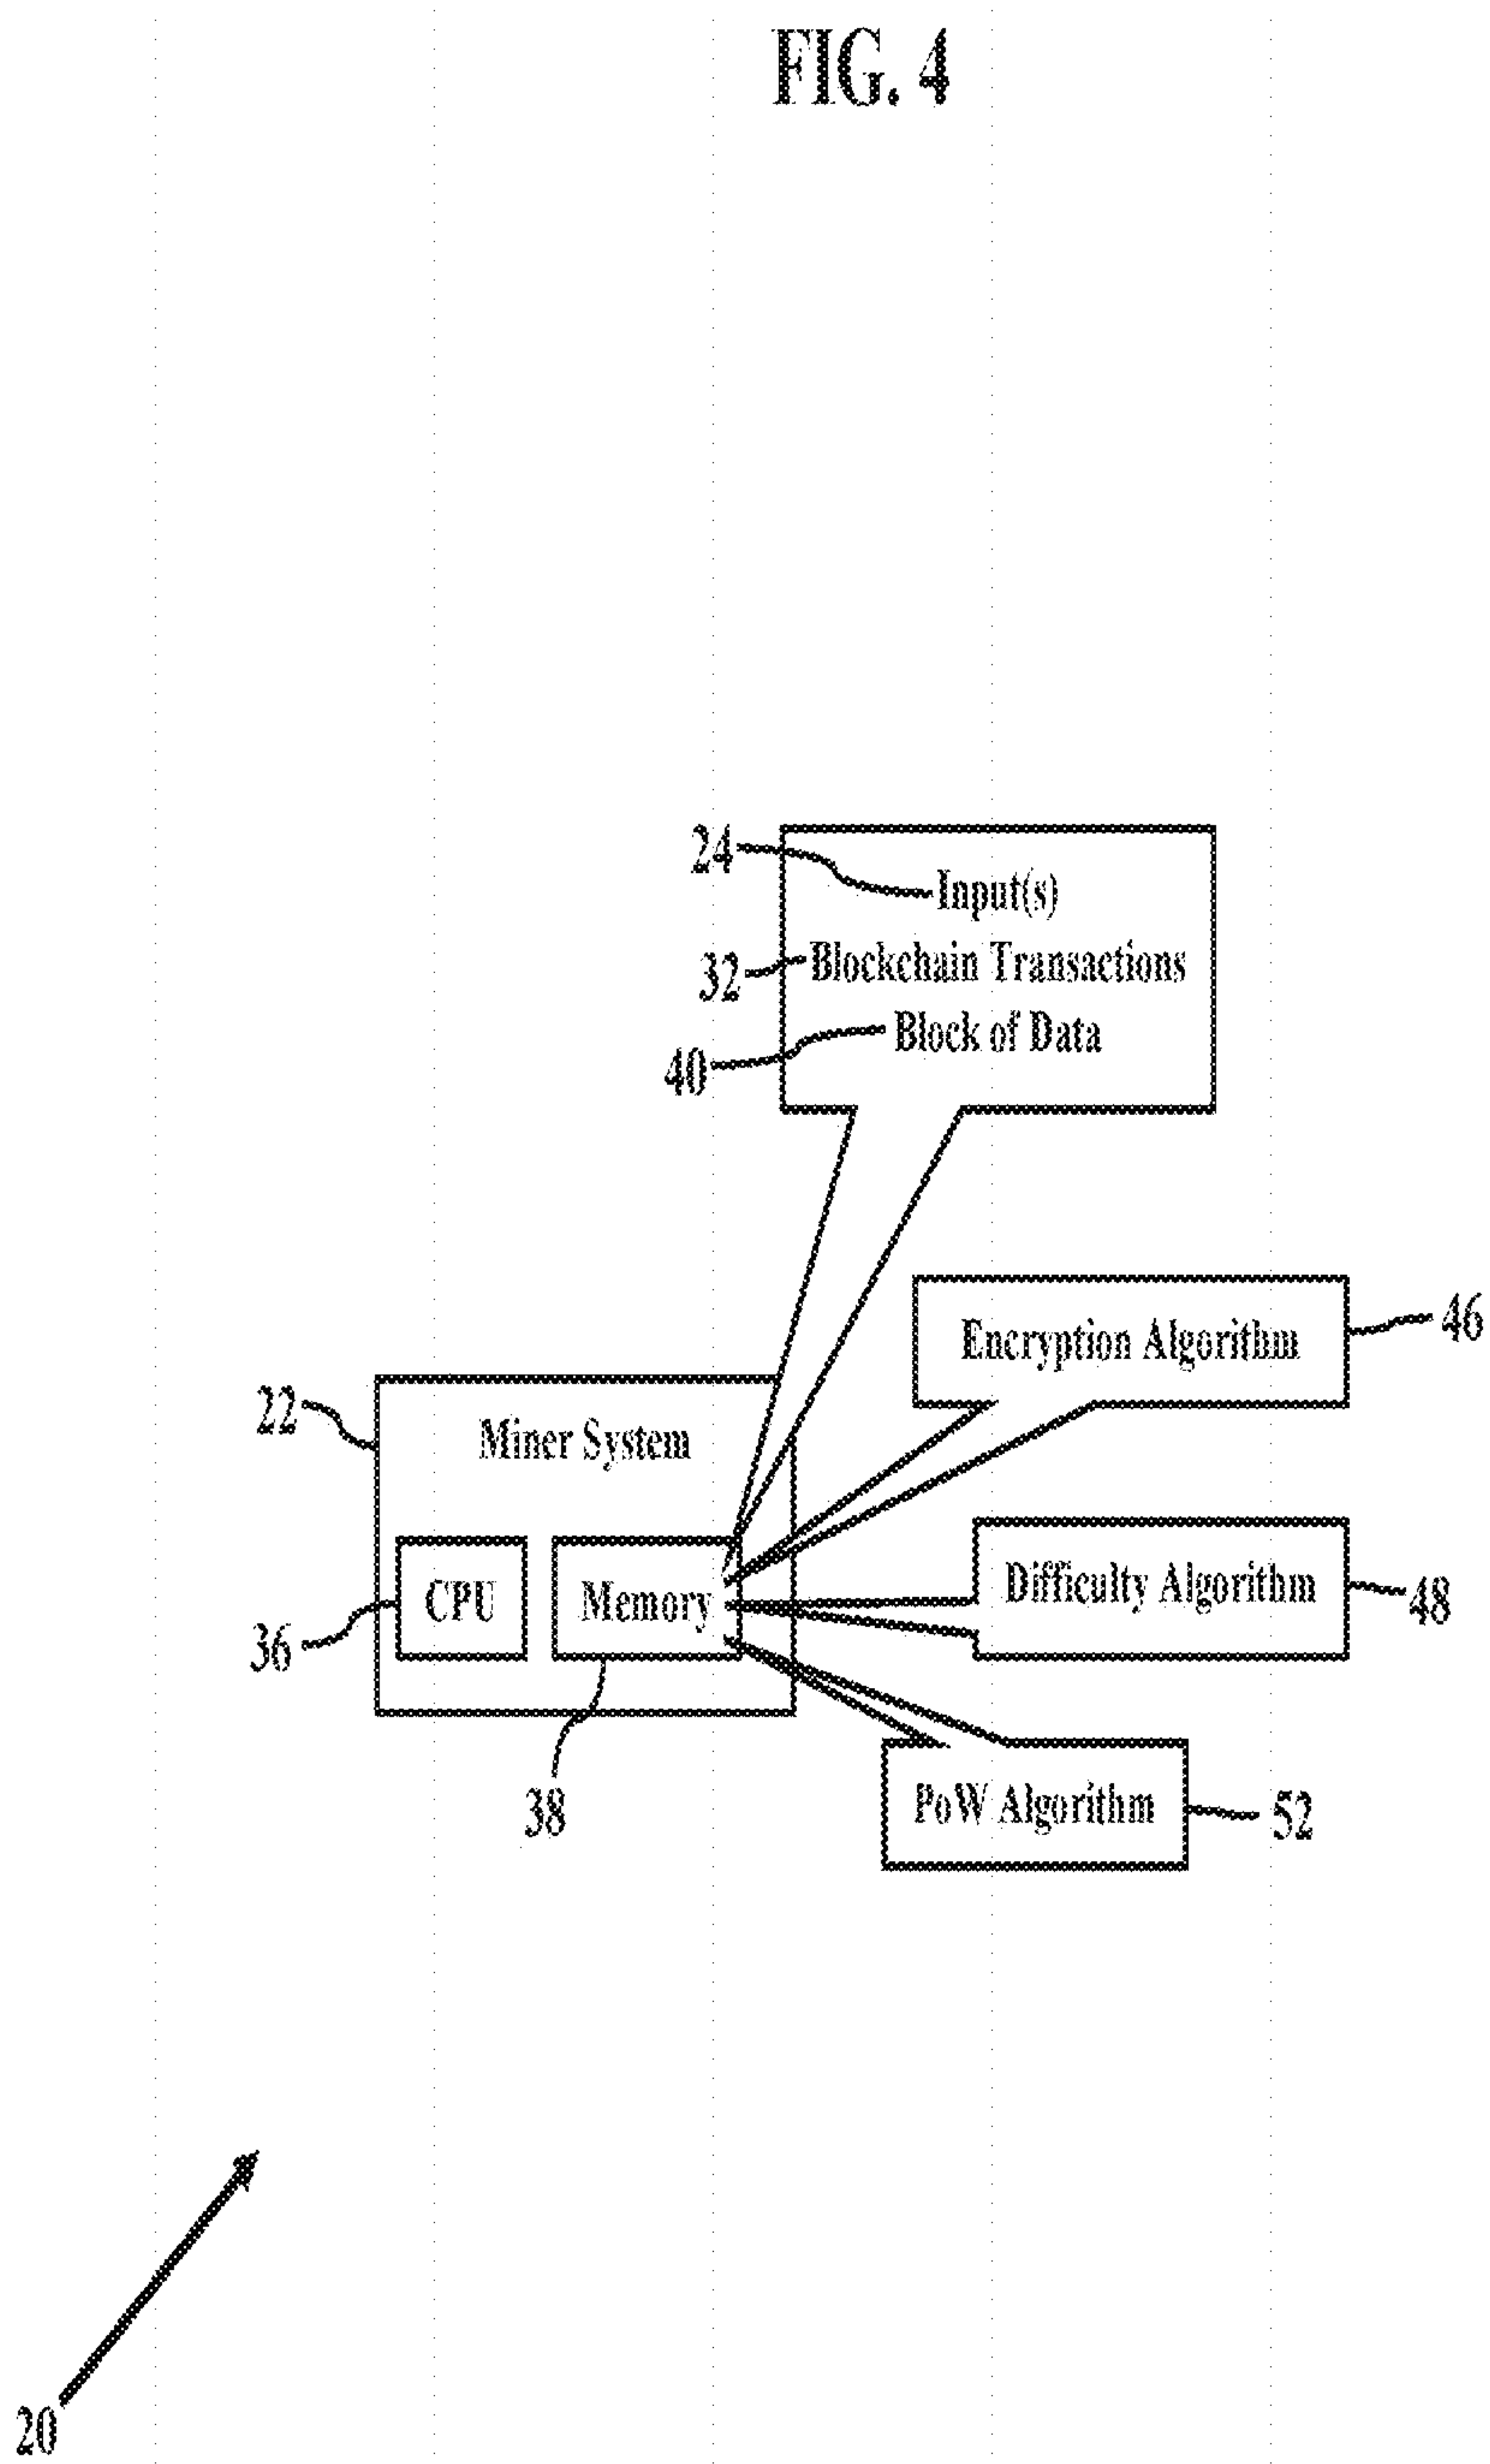 FIG. 4
24
Input(s)
32
Blockchain Transactions
40
Block of Data
Encryption Algorithm
46
22
Miner System
36
CPU
Memory
38
Difficulty Algorithm
48
PoW Algorithm
52
20